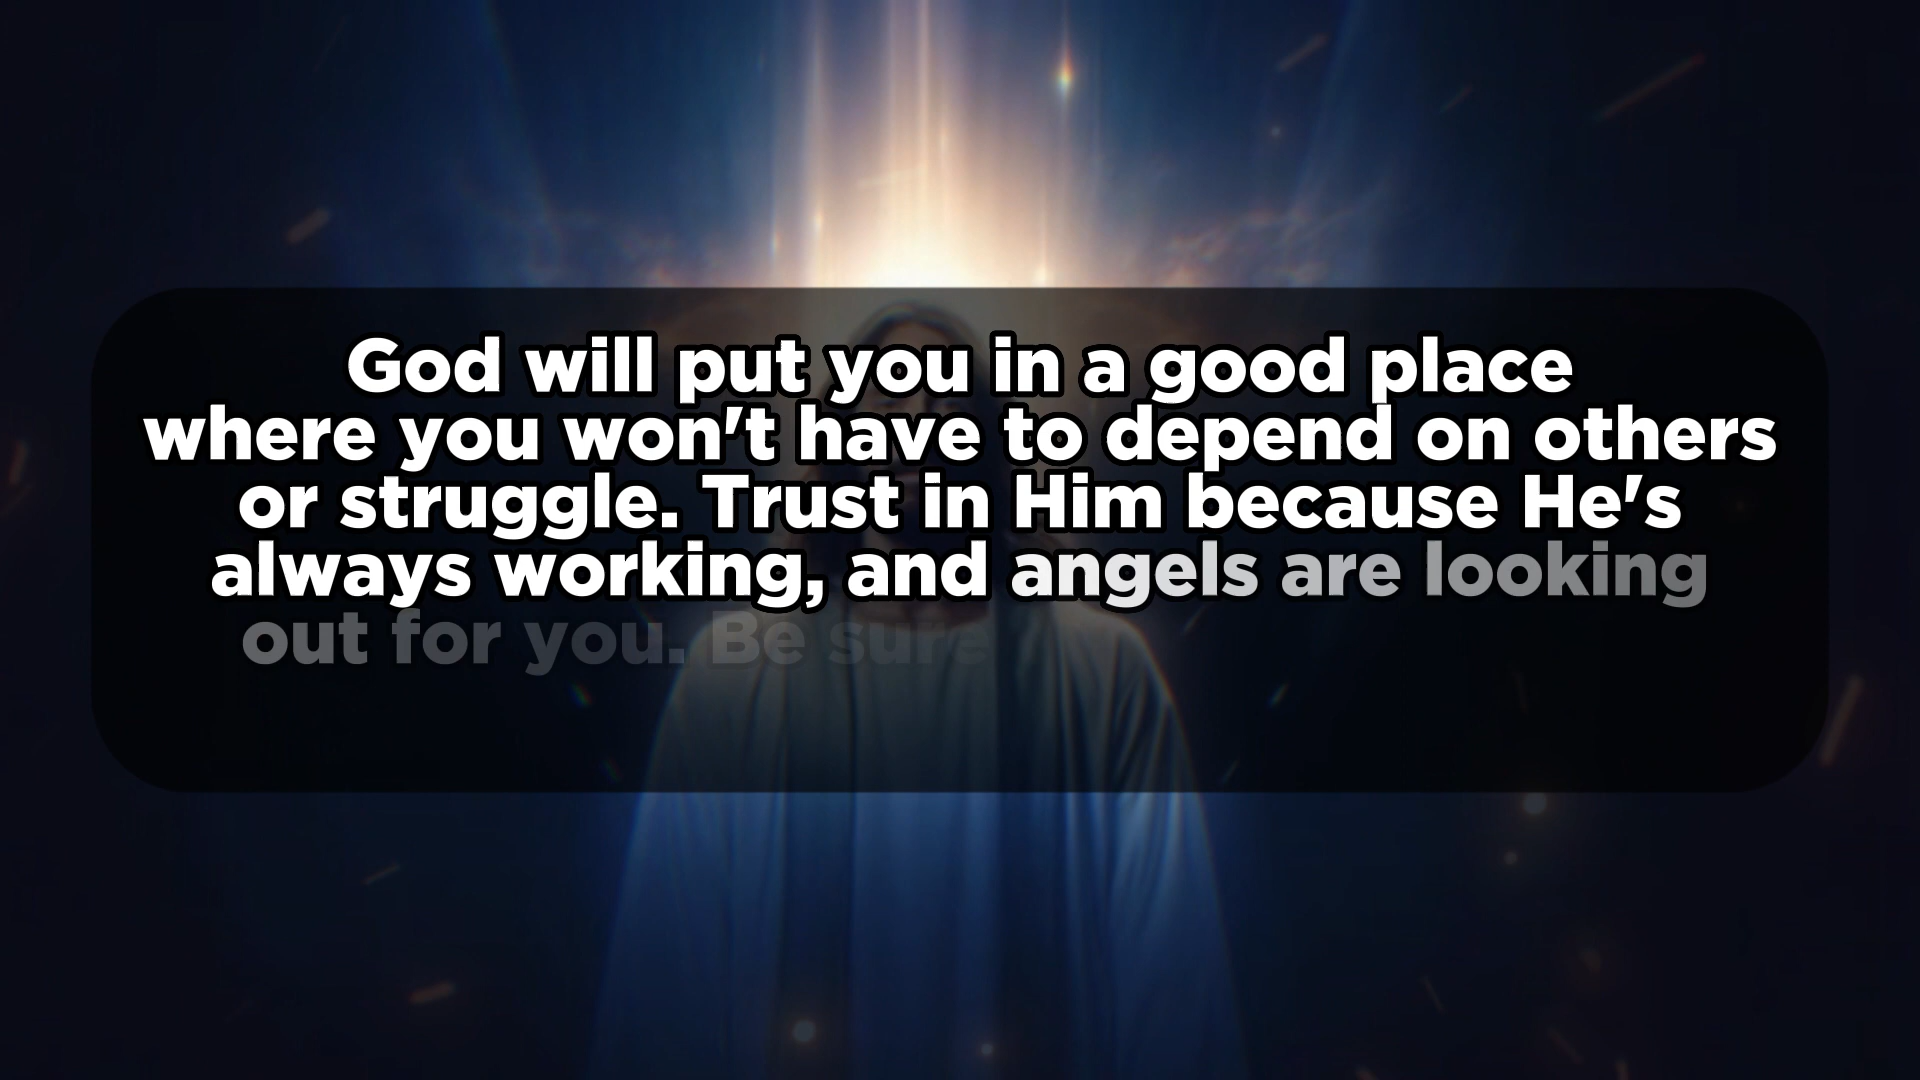 God will put you in a good place
where you won't have to depend on others
or struggle. Trust in Him because He's
always working, and angels are looking
out for you. Be sure